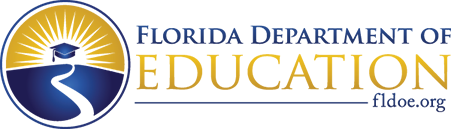 FLORIDA DEPARTMENT OF
EDUCATION
fldoe.org